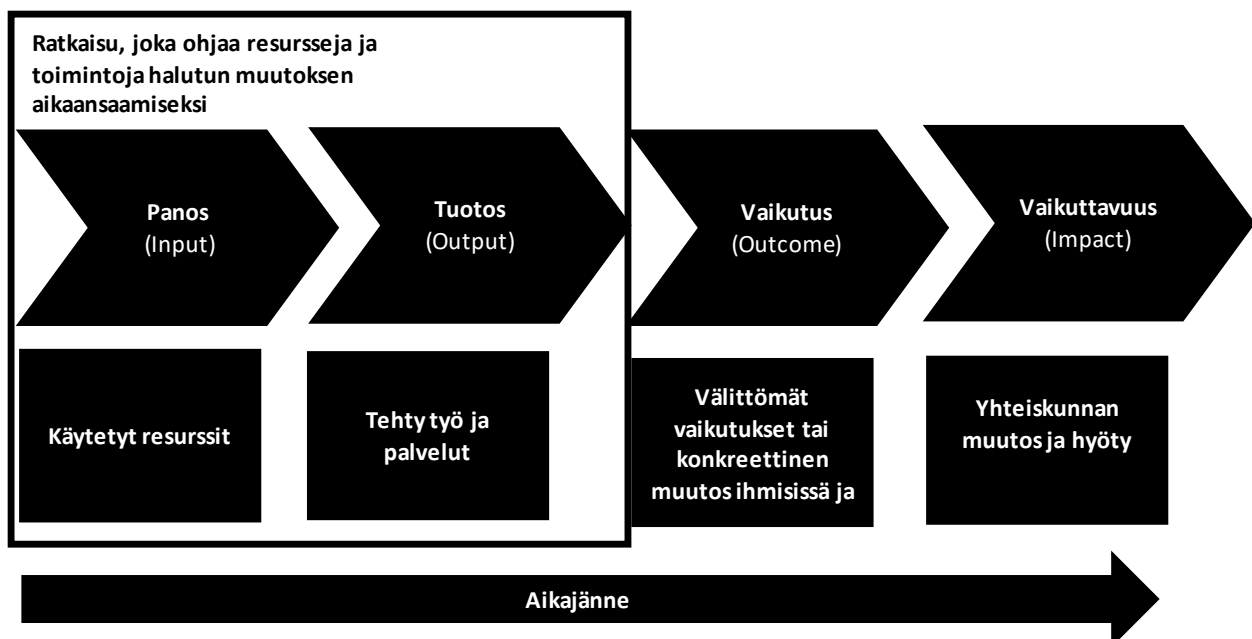 Ratkaisu, joka ohjaa resursseja ja
toimintoja halutun muutoksen
aikaansaamiseksi
Panos
(Input)
Tuotos
(Output)
Vaikutus
(Outcome)
Vaikuttavuus
(Impact)
Käytetyt resurssit
Tehty työ ja
palvelut
Välittömät
vaikutukset tai
konkreettinen
muutos ihmisissä ja
Yhteiskunnan
muutos ja hyöty
Aikajänne